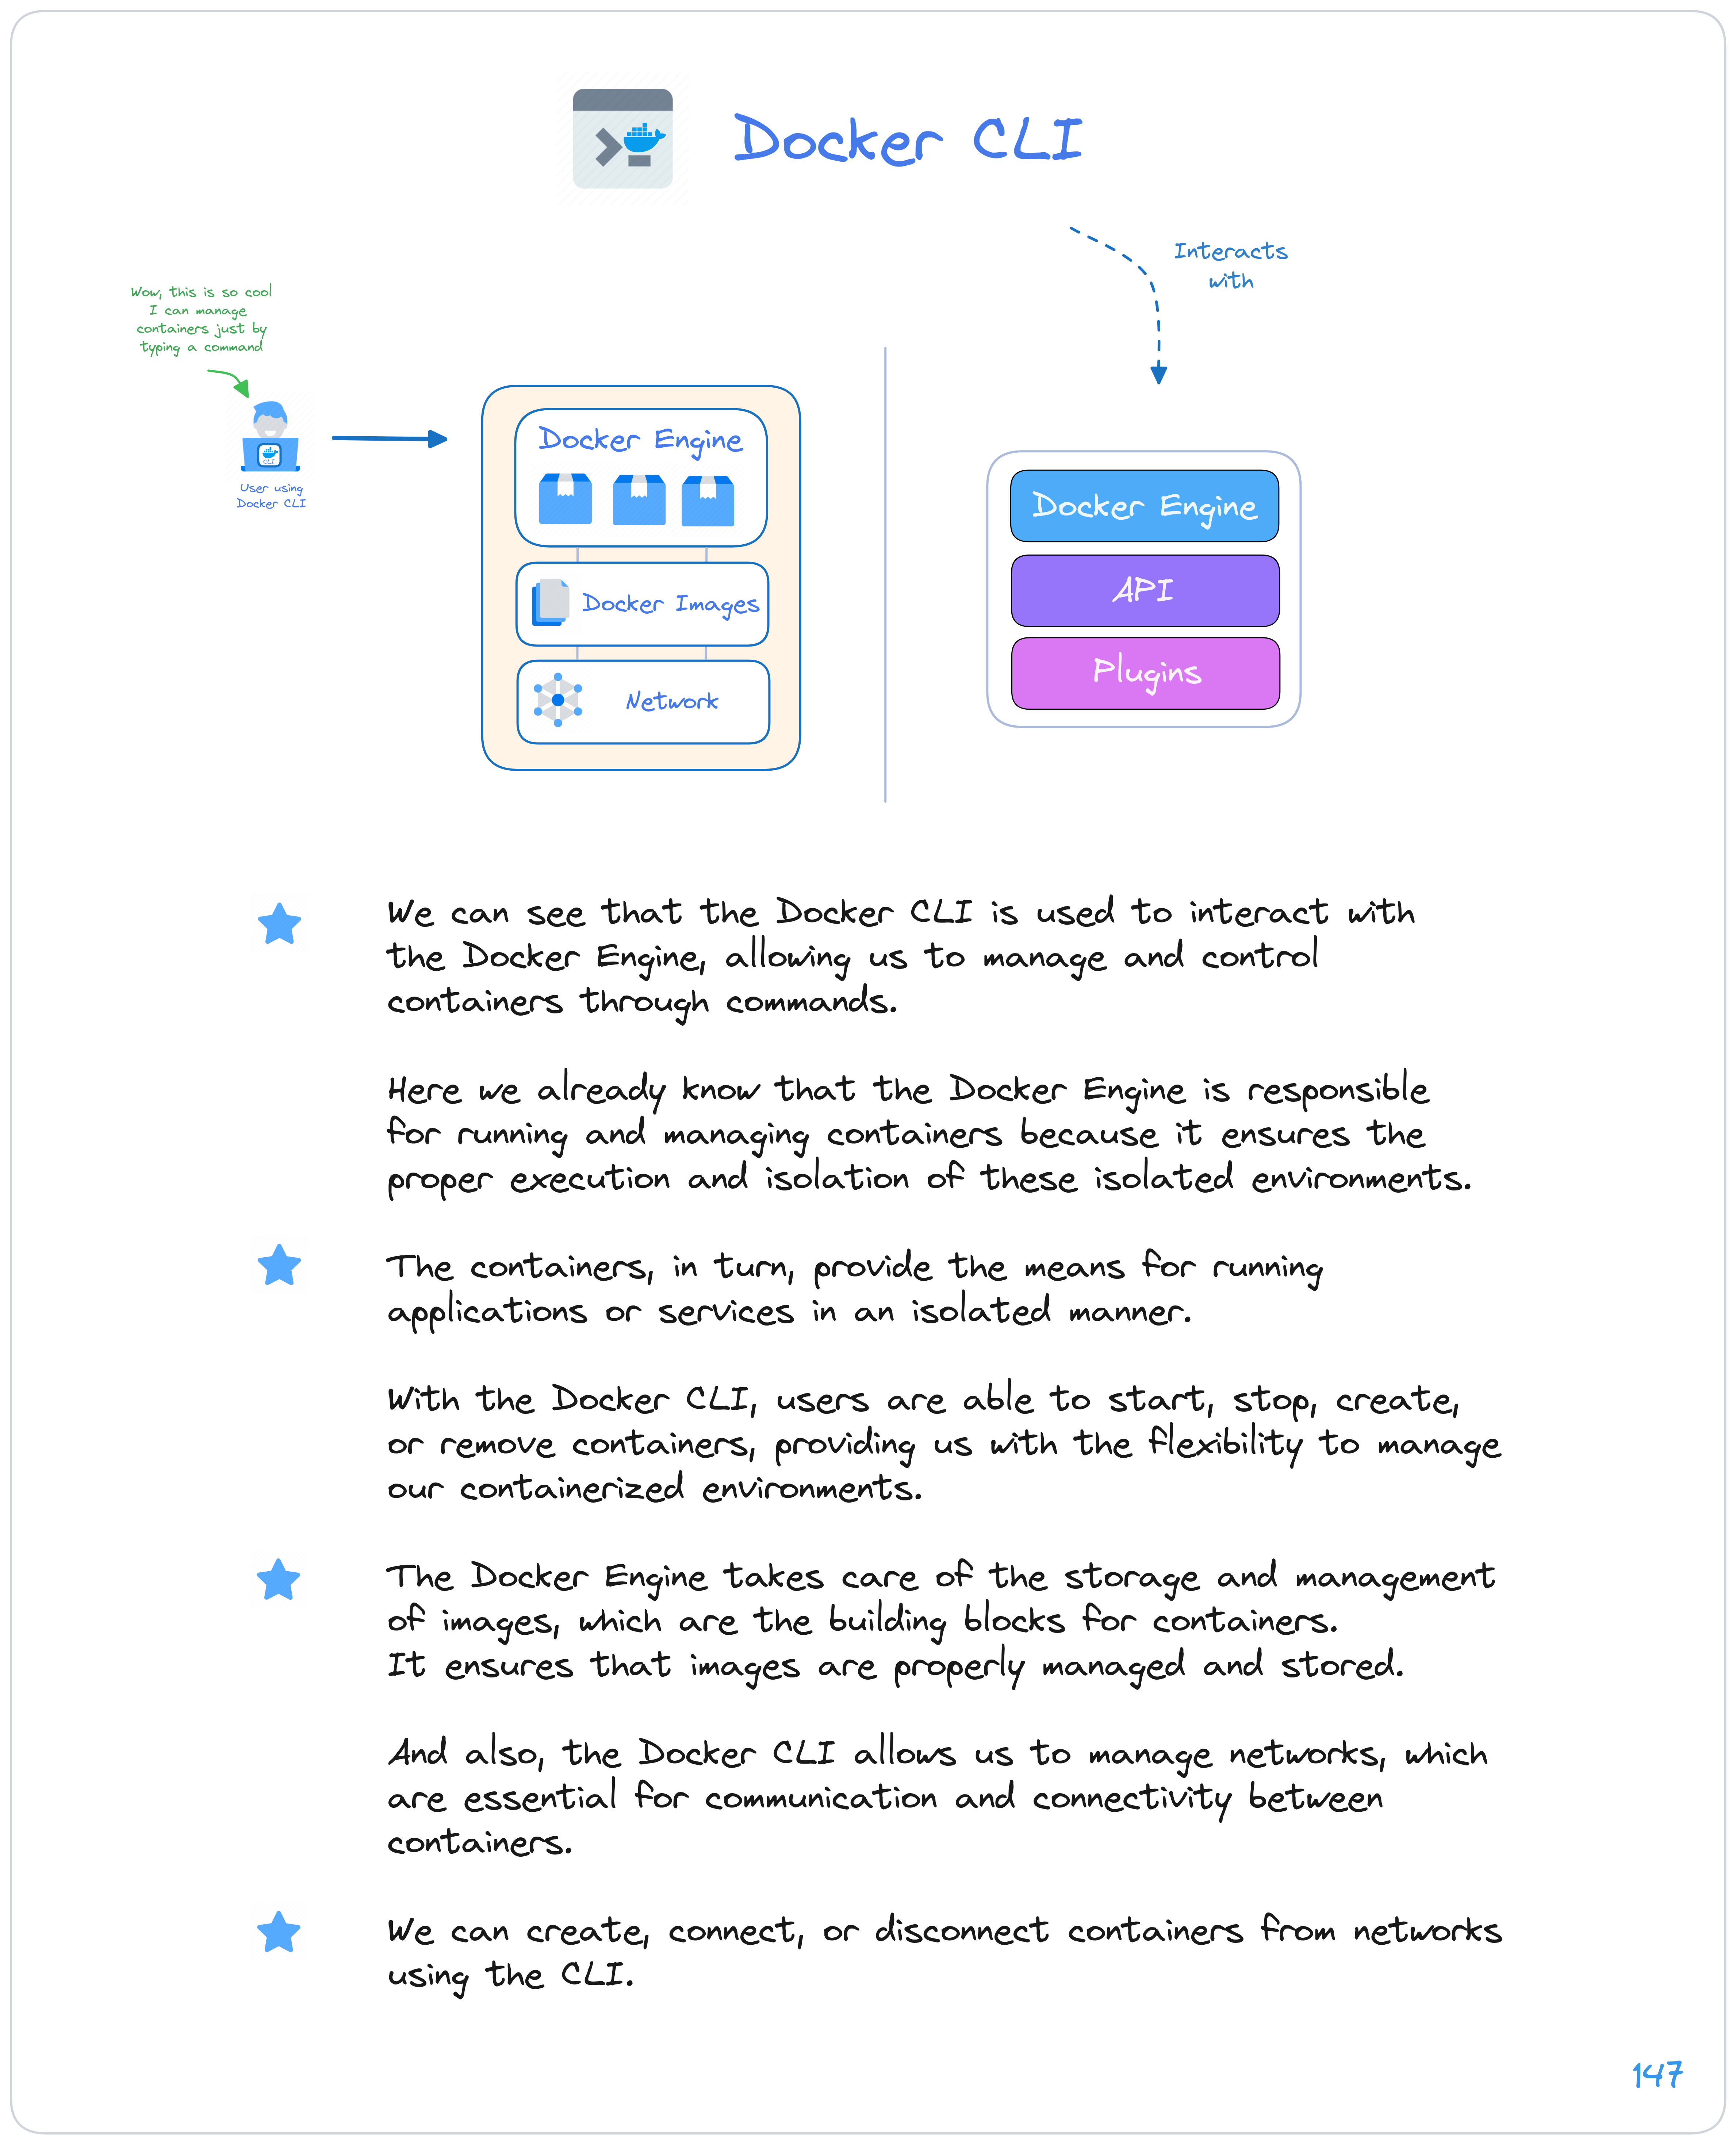 Docker CLI
Interacts
with
Wow, this is so cool
I can manage
containers just by
typing a command
CLI
User using
Docker CLI
Docker Engine
Docker Images
Network
Docker Engine
API
Plugins
We can see that the Docker CLI is used to interact with
the Docker Engine, allowing us to manage and control
containers through commands.
Here we already know that the Docker Engine is responsible
for running and managing containers because it ensures the
proper execution and isolation of these isolated environments.
The containers, in turn, provide the means for running
applications or services in an isolated manner.
With the Docker CLI, users are able to start, stop, create,
or remove containers, providing us with the flexibility to manage
our containerized environments.
The Docker Engine takes care of the storage and management
of images, which are the building blocks for containers.
It ensures that images are properly managed and stored.
And also, the Docker CLI allows us to manage networks, which
are essential for communication and connectivity between
containers.
We can create, connect, or disconnect containers from networks
using the CLI.
147